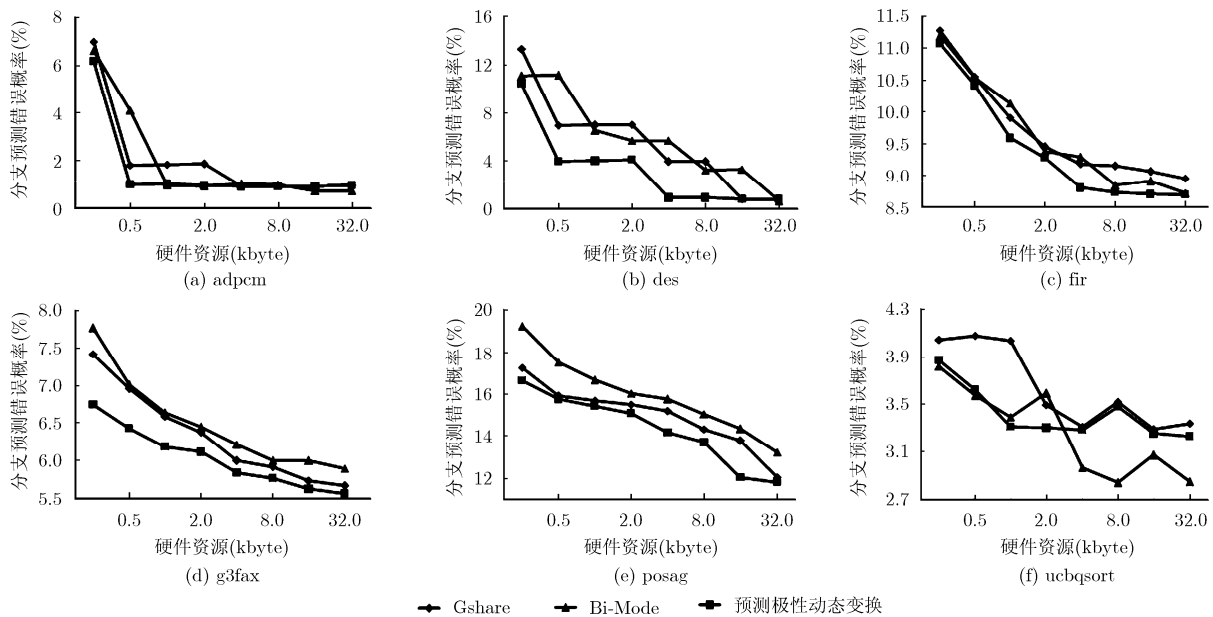 分支预测错误概率(%)
8
6
4
2
0
0.5 2.0 8.0 32.0
硬件资源(kbyte)
(a) adpcm
分支预测错误概率(%)
16
12
8
4
0
0.5 2.0 8.0 32.0
硬件资源(kbyte)
(b) des
分支预测错误概率(%)
11.5
11.5
10.5
10.0
9.5
9.0
8.5
0.5 2.0 8.0 32.0
硬件资源(kbyte)
(c) fir
分支预测错误概率(%)
8.0
7.5
7.0
6.5
6.0
5.5
0.5 2.0 8.0 32.0
硬件资源(kbyte)
(d) g3fax
分支预测错误概率(%)
20
18
16
14
12
0.5 2.0 8.0 32.0
硬件资源(kbyte)
(e) posag
分支预测错误概率(%)
4.3
3.9
3.5
3.1
2.7
0.5 2.0 8.0 32.0
硬件资源(kbyte)
(f) ucbqsort
Gshare Bi-Mode 预测极性动态变换